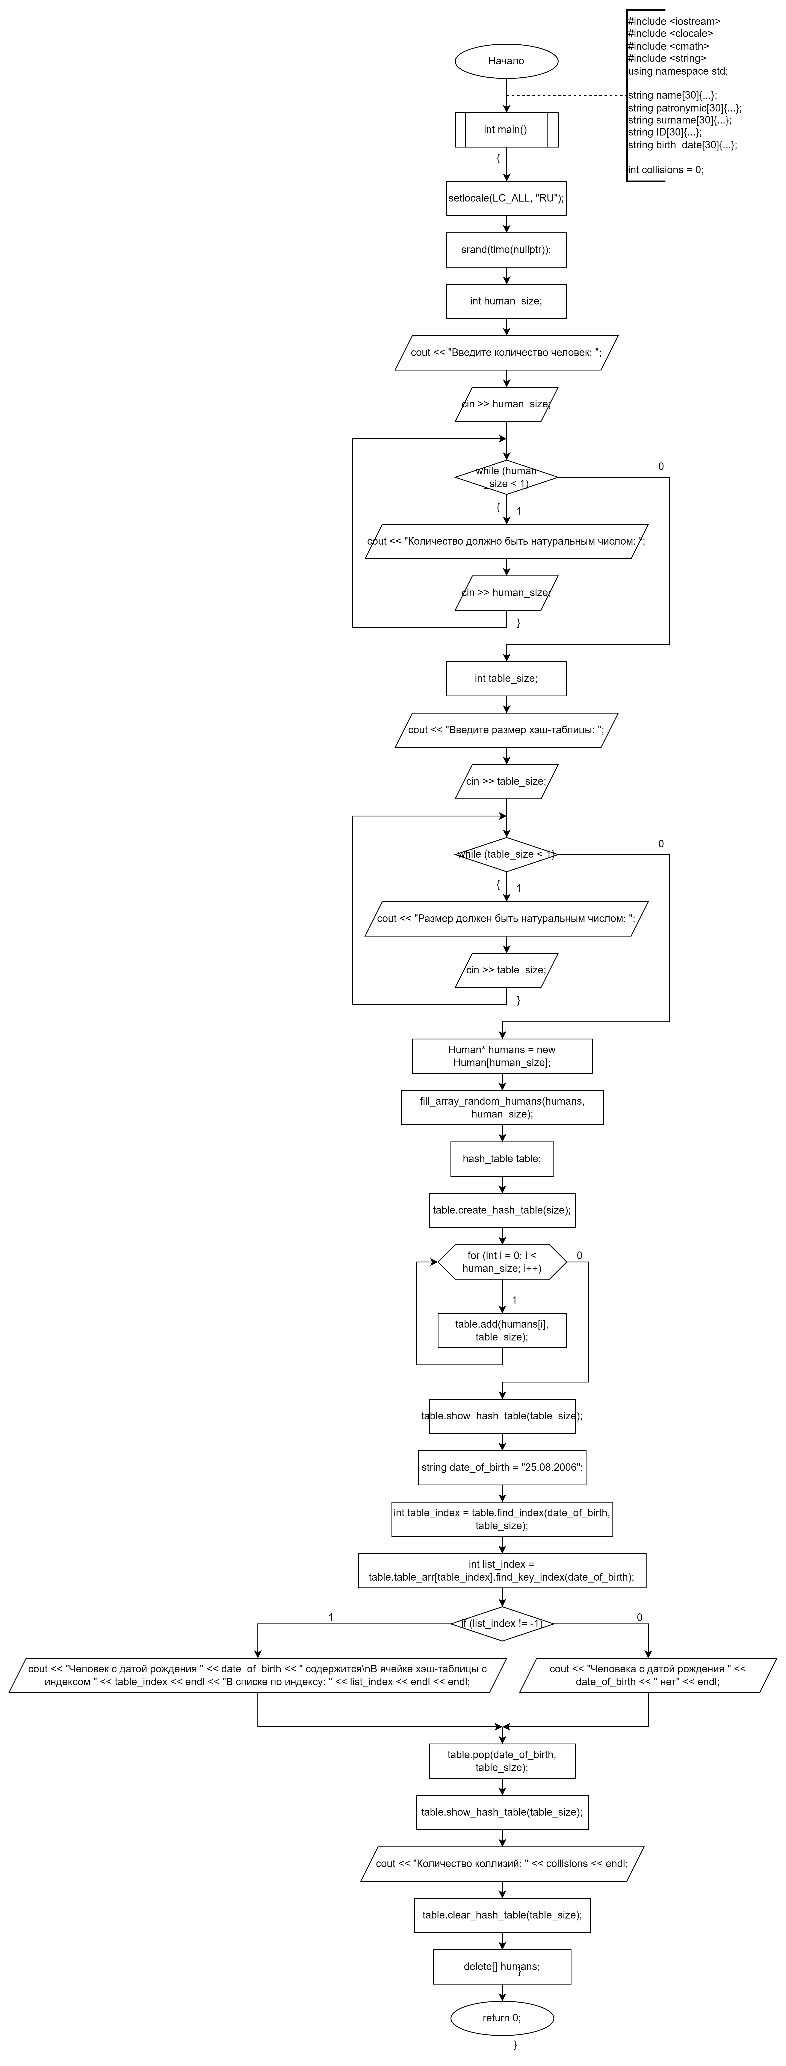 #include <iostream>
#include <clocale>
#include <cmath>
#include <string>
using namespace std;
string name[30]{...};
string patronymic[30]{...};
string surname[30]{...};
string ID[30]{...};
string birth_date[30]{...};
int collisions = 0;
Начало
int main()
{
setlocale(LC_ALL, "RU");
srand(time(nullptr));
int human_size;
cout << "Введите количество человек: ";
cin >> human_size;
while (human
_size < 1)
0
{
1
cout << "Количество должно быть натуральным числом: ";
cin >> human_size;
}
int table_size;
cout << "Введите размер хэш-таблицы: ";
cin >> table_size;
while (table_size < 1)
0
{
1
cout << "Размер должен быть натуральным числом: ";
cin >> table_size;
}
Human* humans = new
Human[human_size];
fill_array_random_humans(humans,
human_size);
hash_table table;
table.create_hash_table(size);
for (int i = 0; i <
human_size; i++)
0
1
table.add(humans[i],
table_size);
table.show_hash_table(table_size);
string date_of_birth = "25.08.2006";
int table_index = table.find_index(date_of_birth,
table_size);
int list_index =
table.table_arr[table_index].find_key_index(date_of_birth);
if (list_index != -1)
1
0
cout << "Человек с датой рождения " << date_of_birth << " содержится\nВ ячейке хэш-таблицы с
индексом " << table_index << endl << "В списке по индексу: " << list_index << endl << endl;
cout << "Человека с датой рождения " <<
date_of_birth << " нет" << endl;
table.pop(date_of_birth,
table_size);
table.show_hash_table(table_size);
cout << "Количество коллизий: " << collisions << endl;
table.clear_hash_table(table_size);
delete[] humans;
}
return 0;
}